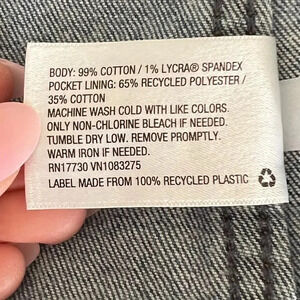 BODY: 99% COTTON / 1% LYCRA® SPANDEX
POCKET LINING: 65% RECYCLED POLYESTER /
35% COTTON
MACHINE WASH COLD WITH LIKE COLORS.
ONLY NON-CHLORINE BLEACH IF NEEDED.
TUMBLE DRY LOW. REMOVE PROMPTLY.
WARM IRON IF NEEDED.
RN17730 VN1083275
LABEL MADE FROM 100% RECYCLED PLASTIC